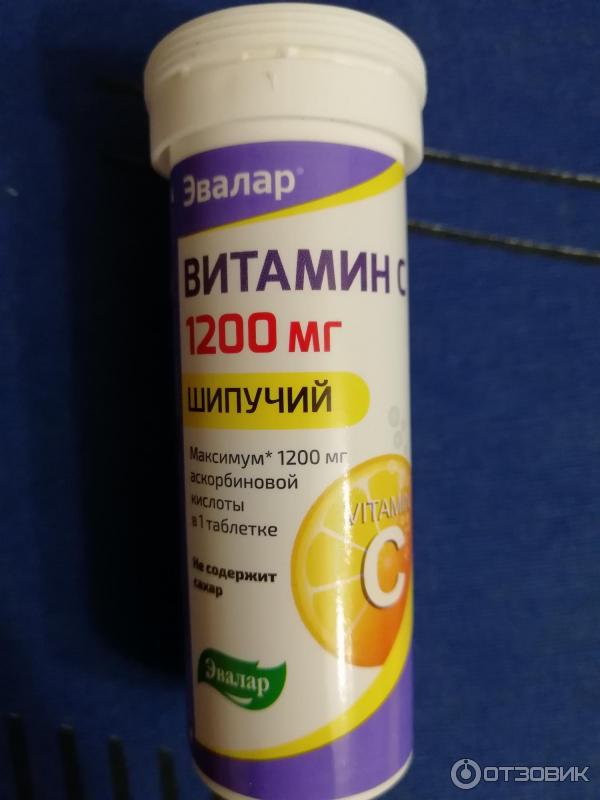 Эвалар®
ВИТАМИН С
1200 мг
шипучий
Максимум* 1200 мг
аскорбиновой
кислоты
в 1 таблетке
Не содержит
сахар
VITAMIN
C
Эвалар
ОТЗОВИК